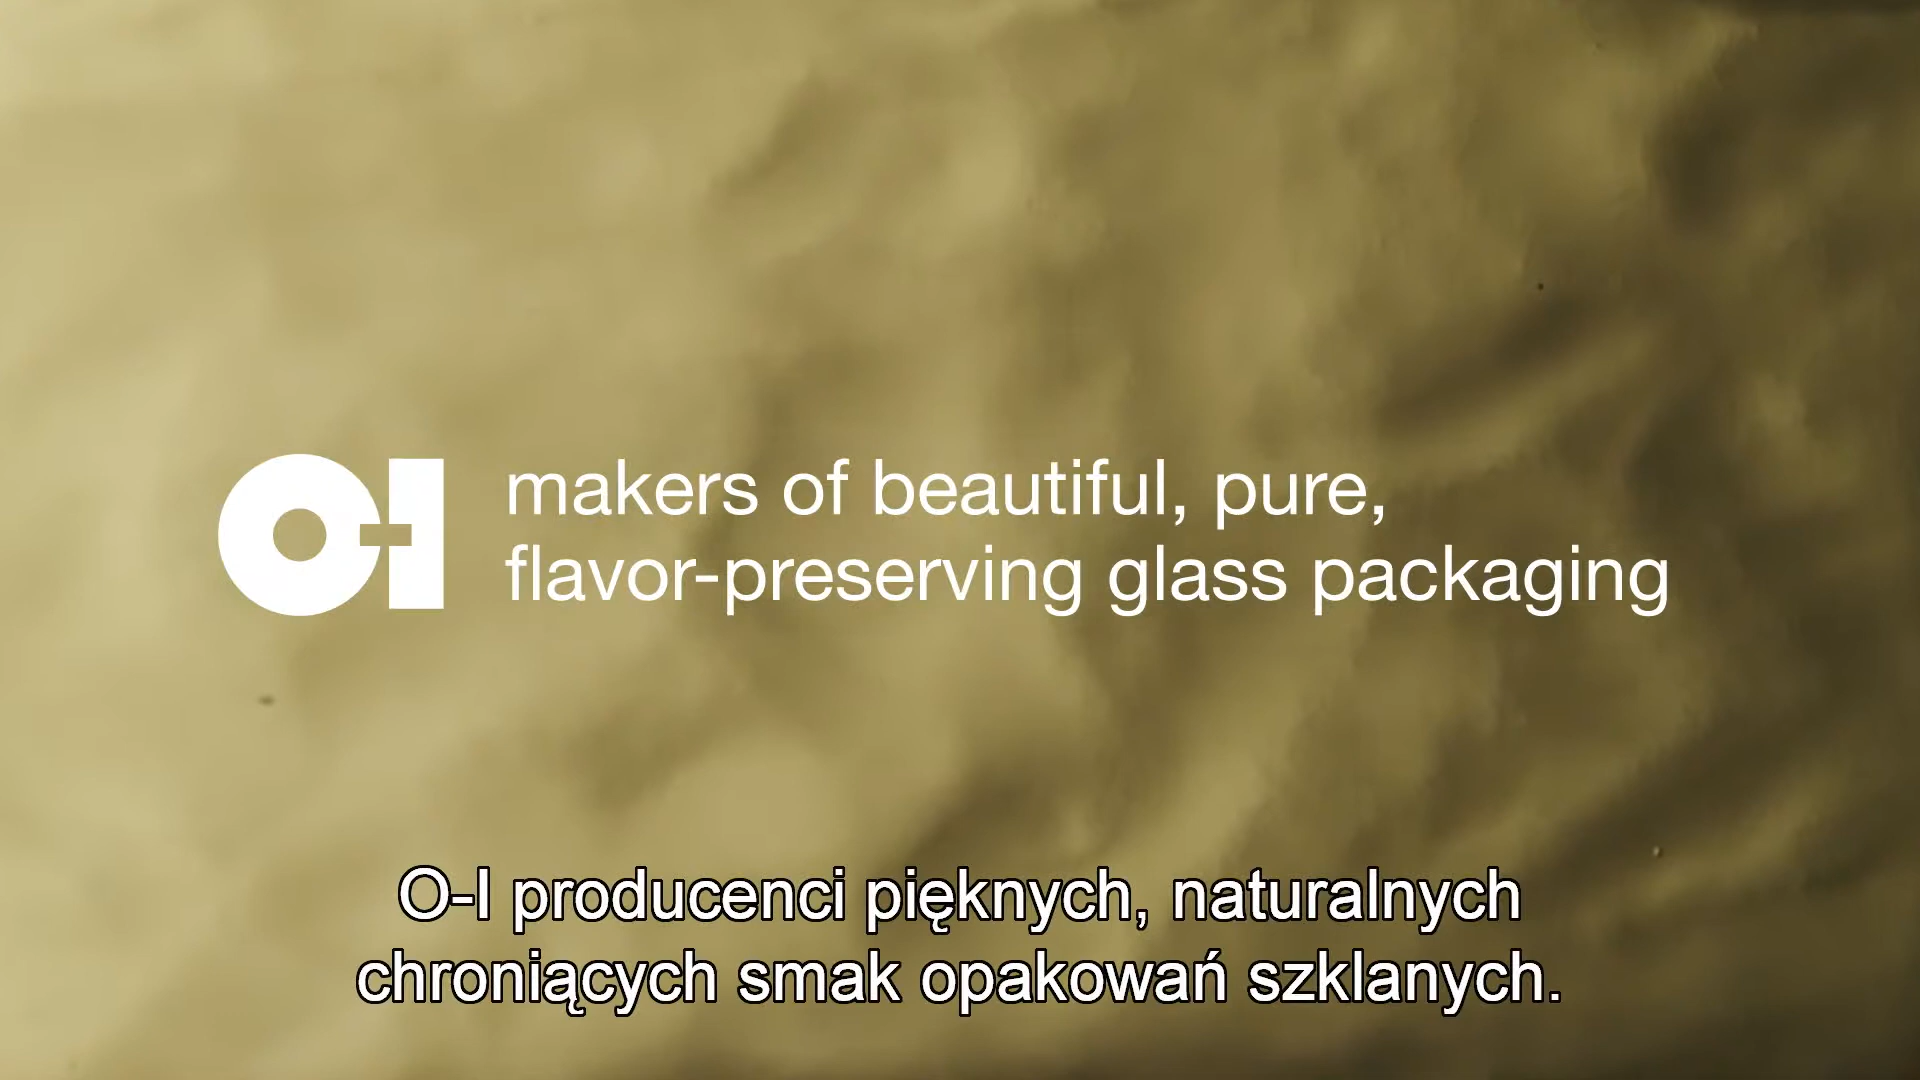 O-I
makers of beautiful, pure,
flavor-preserving glass packaging
O-I producenci pięknych, naturalnych
chroniących smak opakowań szklanych.